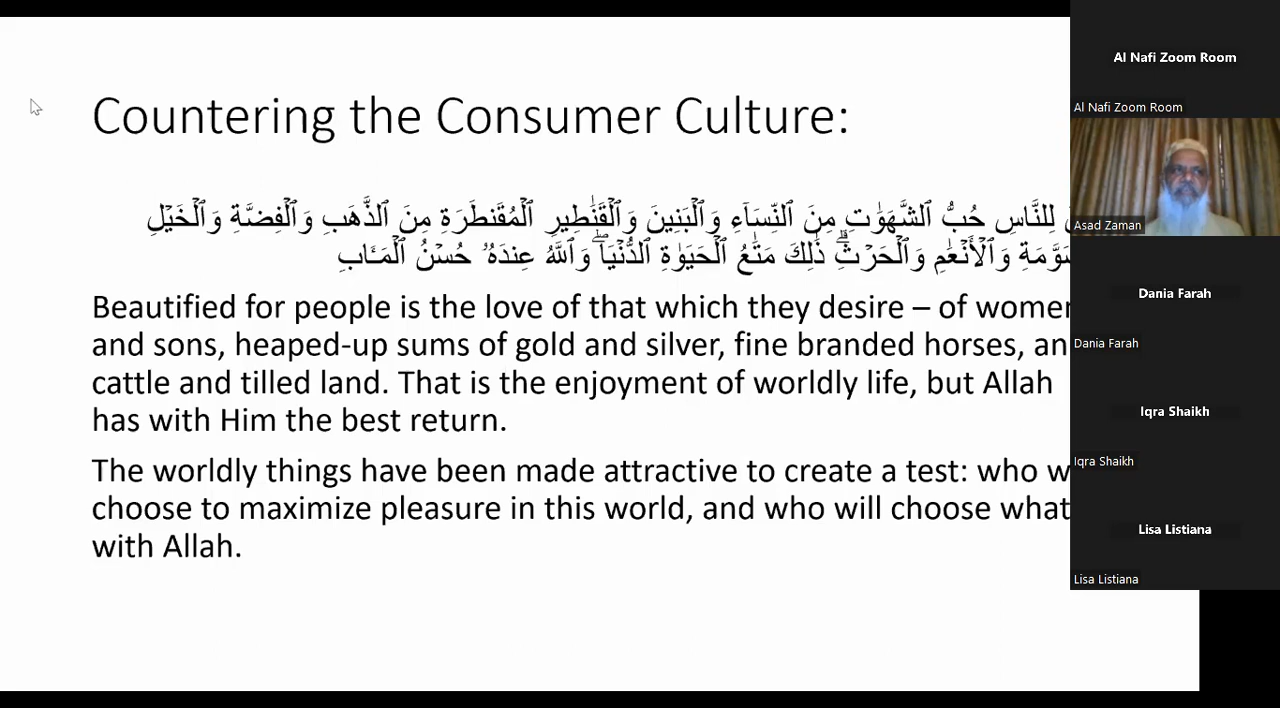 Countering the Consumer Culture:
لِلنَّاسِ حُبُّ ٱلشَّهَوَٰتِ مِنَ ٱلنِّسَآءِ وَٱلْبَنِينَ وَٱلْقَنَٰطِيرِ ٱلْمُقَنطَرَةِ مِنَ ٱلذَّهَبِ وَٱلْفِضَّةِ وَٱلْخَيْلِ
وَٱلْأَنْعَٰمِ وَٱلْحَرْثِۗ ذَٰلِكَ مَتَٰعُ ٱلْحَيَوٰةِ ٱلدُّنْيَاۖ وَٱللَّهُ عِندَهُۥ حُسْنُ ٱلْمَـَٔابِ
Beautified for people is the love of that which they desire – of women
and sons, heaped-up sums of gold and silver, fine branded horses, an
cattle and tilled land. That is the enjoyment of worldly life, but Allah
has with Him the best return.
The worldly things have been made attractive to create a test: who w
choose to maximize pleasure in this world, and who will choose what
with Allah.
Al Nafi Zoom Room
Al Nafi Zoom Room
Asad Zaman
Dania Farah
Dania Farah
Iqra Shaikh
Iqra Shaikh
Lisa Listiana
Lisa Listiana